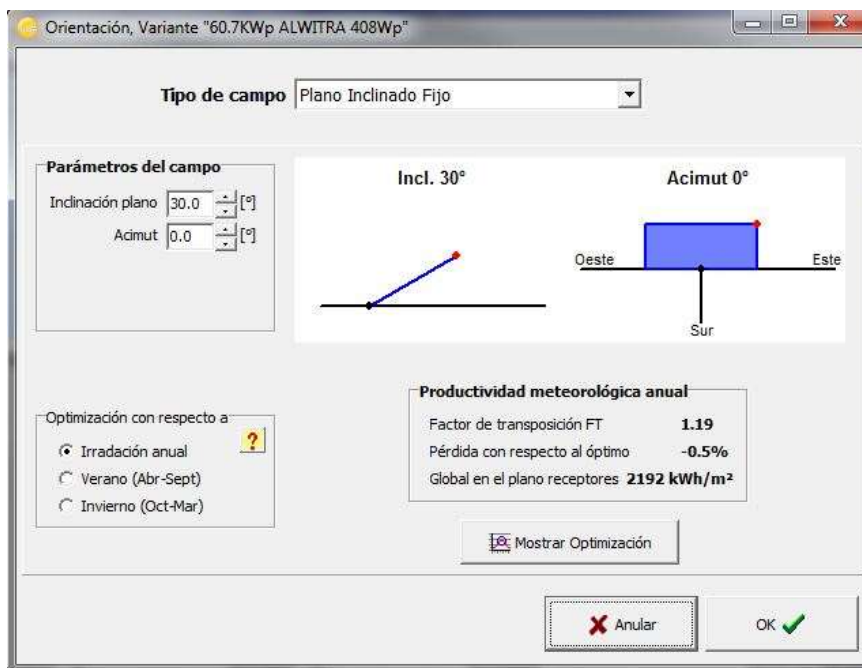 Orientación, Variante "60.7KWp ALWITRA 408Wp"
Tipo de campo Plano Inclinado Fijo
Parámetros del campo
Inclinación plano 30.0 [º]
Acimut 0.0 [º]
Incl. 30º
Acimut 0º
Oeste
Este
Sur
Optimización con respecto a
?
Irradación anual
Verano (Abr-Sept)
Invierno (Oct-Mar)
Productividad meteorológica anual
Factor de transposición FT 1.19
Pérdida con respecto al óptimo -0.5%
Global en el plano receptores 2192 kWh/m²
Mostrar Optimización
Anular
OK